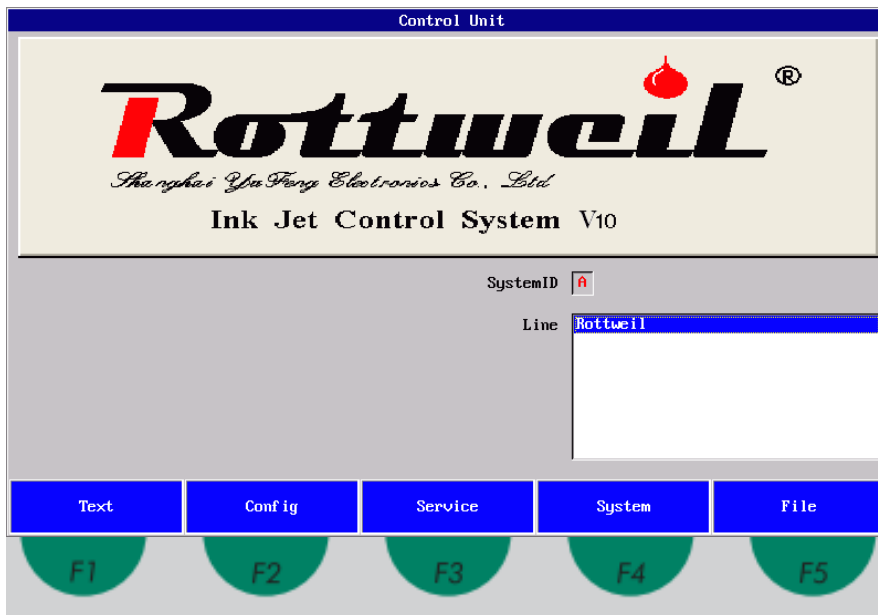 Control Unit
Rottweil ®
Shanghai YuFeng Electronics Co., Ltd
Ink Jet Control System V10
SystemID A
Line Rottweil
Text Config Service System File
F1 F2 F3 F4 F5